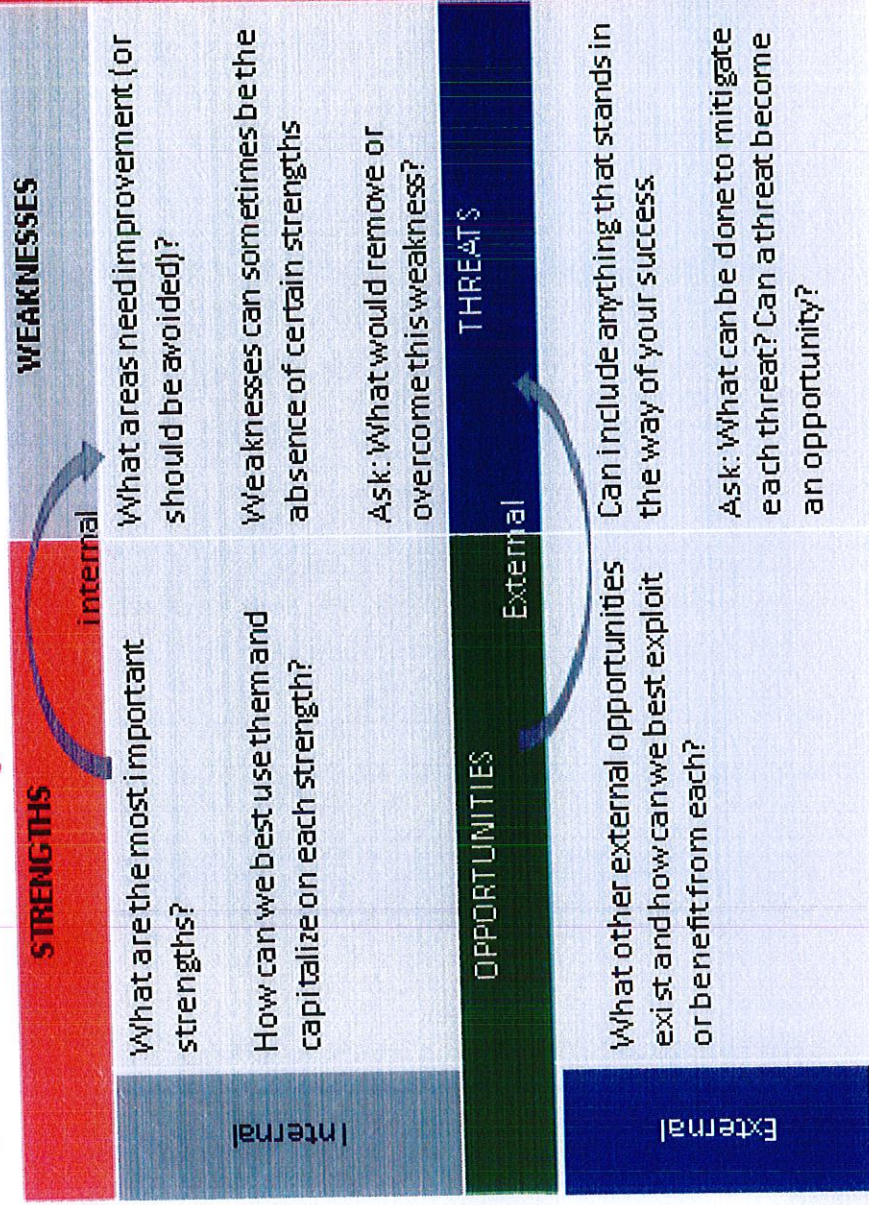 STRENGTHS
WEAKNESSES
internal
Internal
What are the most important
strengths?
How can we best use them and
capitalize on each strength?
What areas need improvement (or
should be avoided)?
Weaknesses can sometimes be the
absence of certain strengths
Ask: What would remove or
overcome this weakness?
OPPORTUNITIES
THREATS
External
External
What other external opportunities
exist and how can we best exploit
or benefit from each?
Can include anything that stands in
the way of your success.
Ask: What can be done to mitigate
each threat? Can a threat become
an opportunity?